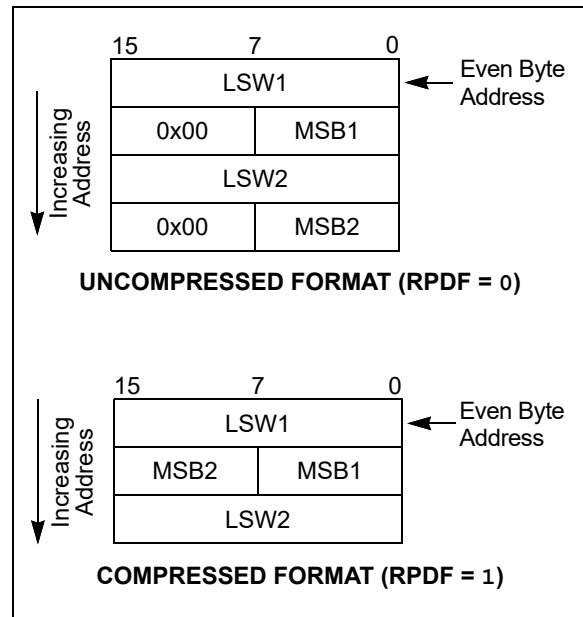 15 7 0
LSW1
Even Byte
Address
0x00 MSB1
LSW2
0x00 MSB2
Increasing
Address
UNCOMPRESSED FORMAT (RPDF = 0)
15 7 0
LSW1
Even Byte
Address
MSB2 MSB1
LSW2
Increasing
Address
COMPRESSED FORMAT (RPDF = 1)